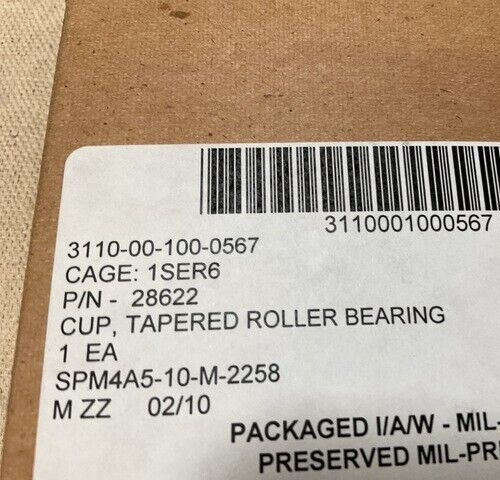 3110001000567
3110-00-100-0567
CAGE: 1SER6
P/N - 28622
CUP, TAPERED ROLLER BEARING
1 EA
SPM4A5-10-M-2258
M ZZ 02/10
PACKAGED I/A/W - MIL-
PRESERVED MIL-PR